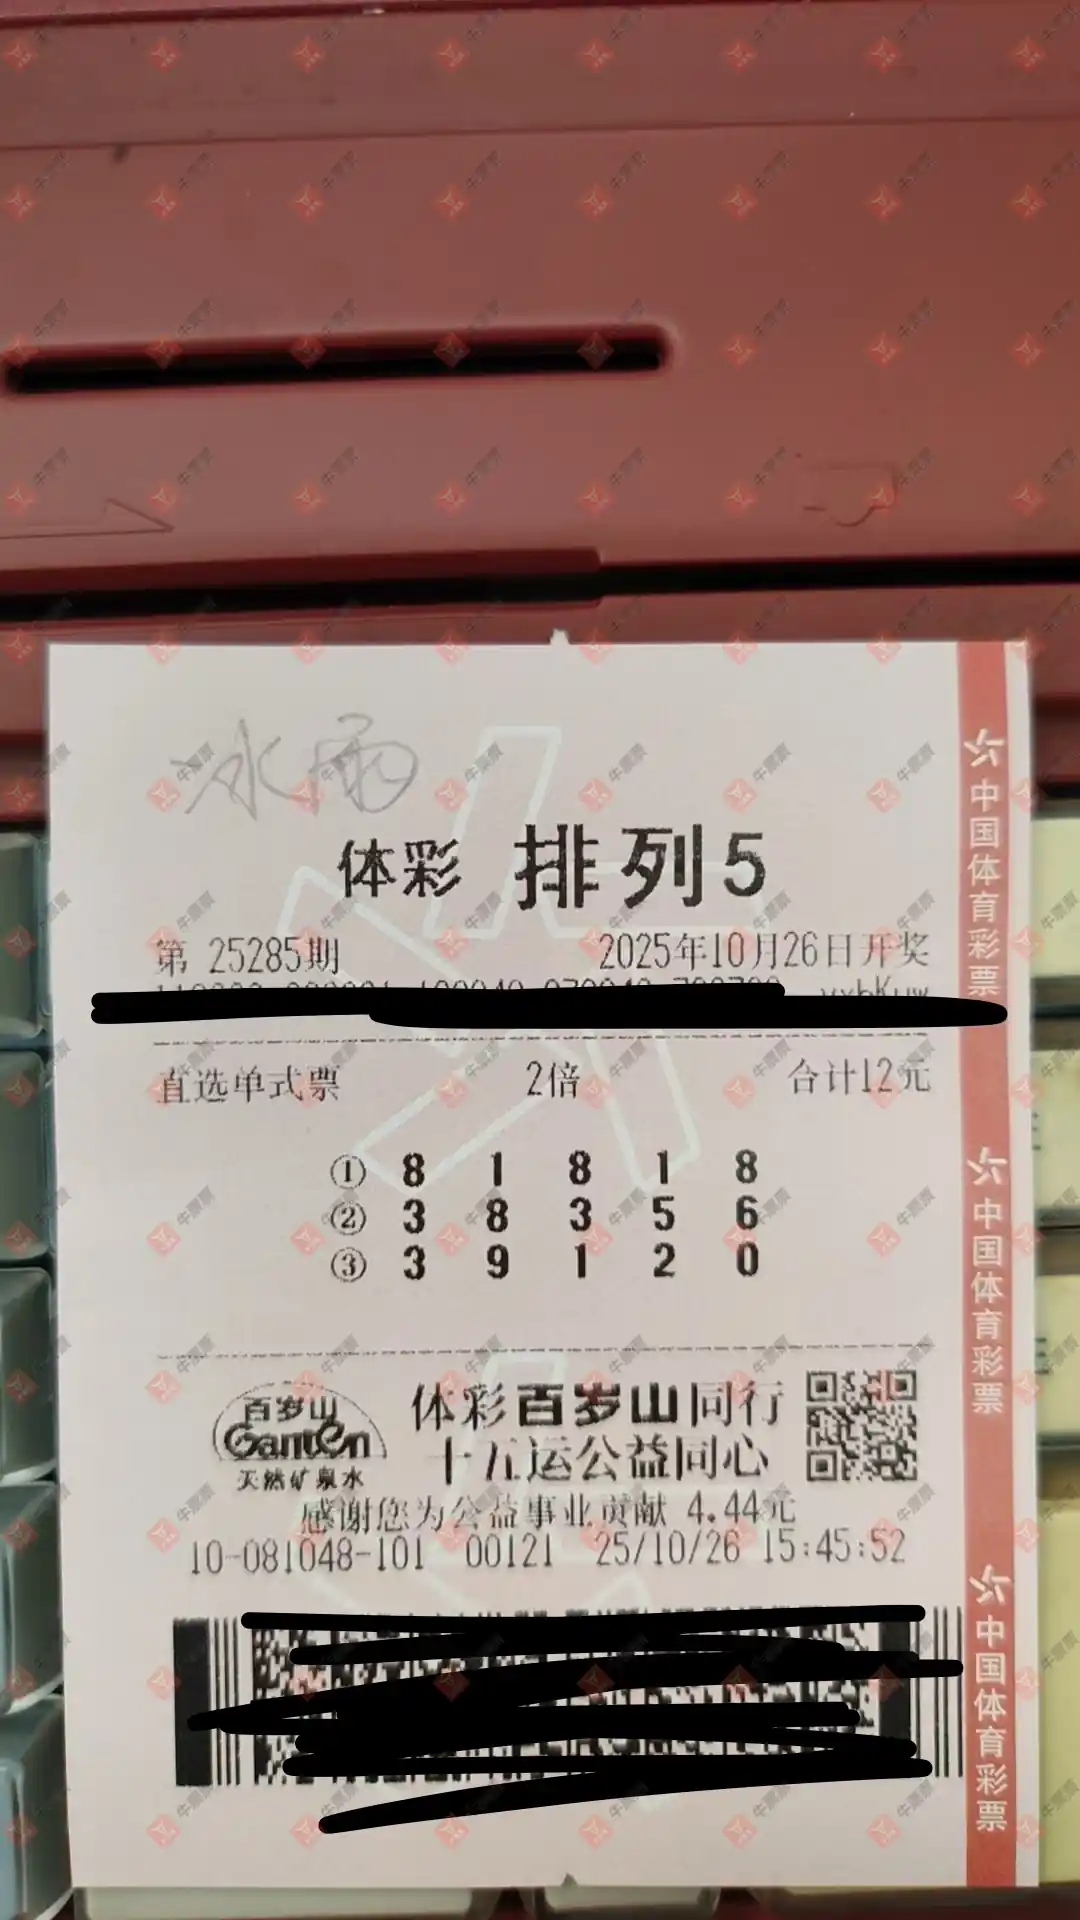 冰雨
体彩 排列5
第 25285期 2025年10月26日开奖
直选单式票 2倍 合计12元
① 8 1 8 1 8
② 3 8 3 5 6
③ 3 9 1 2 0
百岁山
Ganten
天然矿泉水
体彩百岁山同行
十五运公益同心
感谢您为公益事业贡献 4.44元
10-081048-101 00121 25/10/26 15:45:52
中国体育彩票
中国体育彩票
中国体育彩票
牛票票